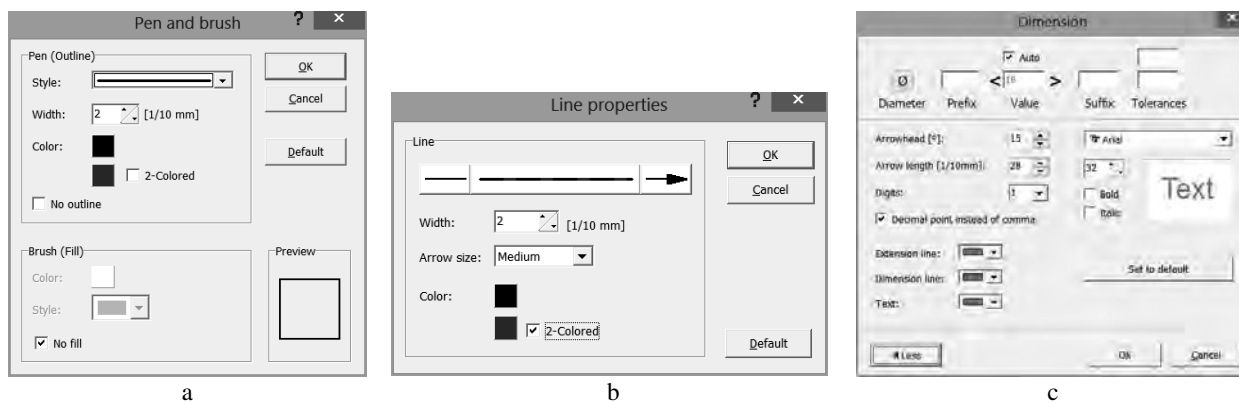 Pen and brush ? ×
Pen (Outline)
Style:
Width: 2 [1/10 mm]
Color:
2-Colored
No outline
OK
Cancel
Default
Brush (Fill)
Color:
Style:
No fill
Preview
a
Line properties ? ×
Line
Width: 2 [1/10 mm]
Arrow size: Medium
Color:
2-Colored
OK
Cancel
Default
b
Dimension ×
Auto
Ø < 16 >
Diameter Prefix Value Suffix Tolerances
Arrowhead [°]: 15 Arial
Arrow length [1/10mm]: 28 32
Digits: 1 Bold Text
Decimal point instead of comma Italic
Extension line:
Dimension line: Set to default
Text:
Less Ok Cancel
c